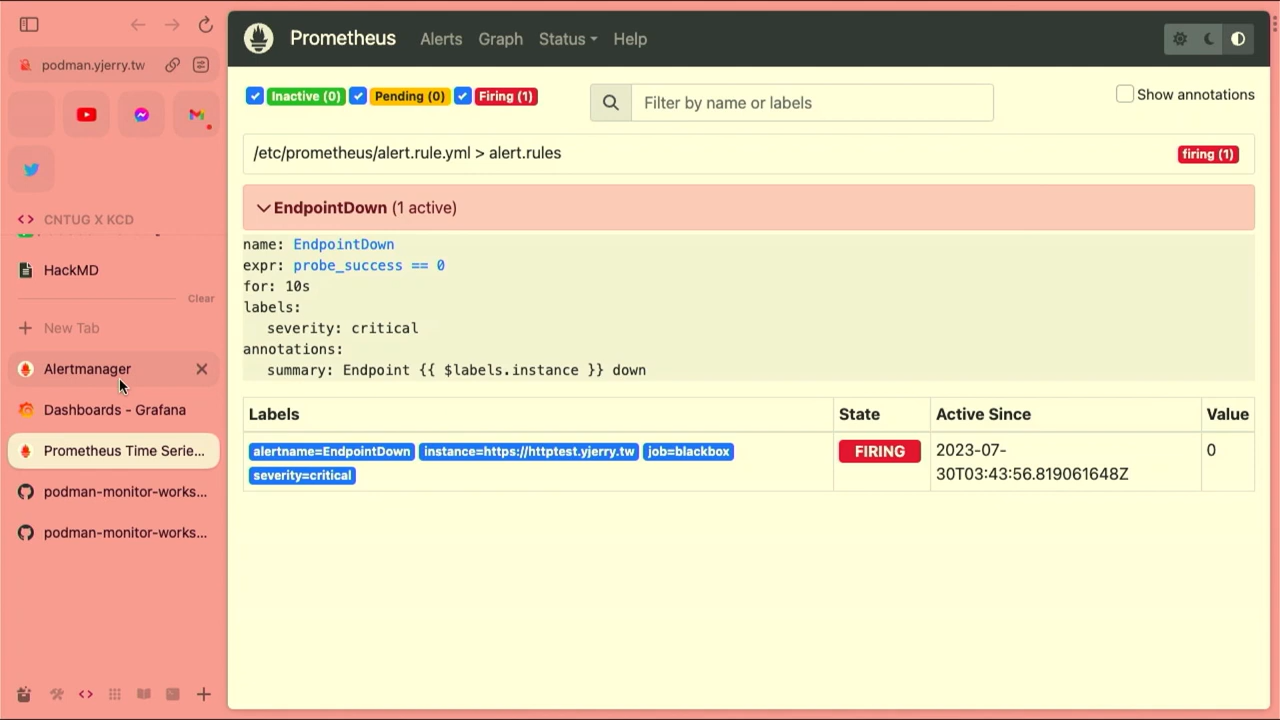 podman.yjerry.tw
CNTUG X KCD
HackMD
Clear
New Tab
Alertmanager
Dashboards - Grafana
Prometheus Time Serie...
podman-monitor-works...
podman-monitor-works...
Prometheus
Alerts
Graph
Status
Help
Inactive (0)
Pending (0)
Firing (1)
Filter by name or labels
Show annotations
/etc/prometheus/alert.rule.yml > alert.rules
firing (1)
EndpointDown (1 active)
name: EndpointDown
expr: probe_success == 0
for: 10s
labels:
severity: critical
annotations:
summary: Endpoint {{ $labels.instance }} down
Labels
State
Active Since
Value
alertname=EndpointDown
instance=https://httptest.yjerry.tw
job=blackbox
severity=critical
FIRING
2023-07-
30T03:43:56.819061648Z
0